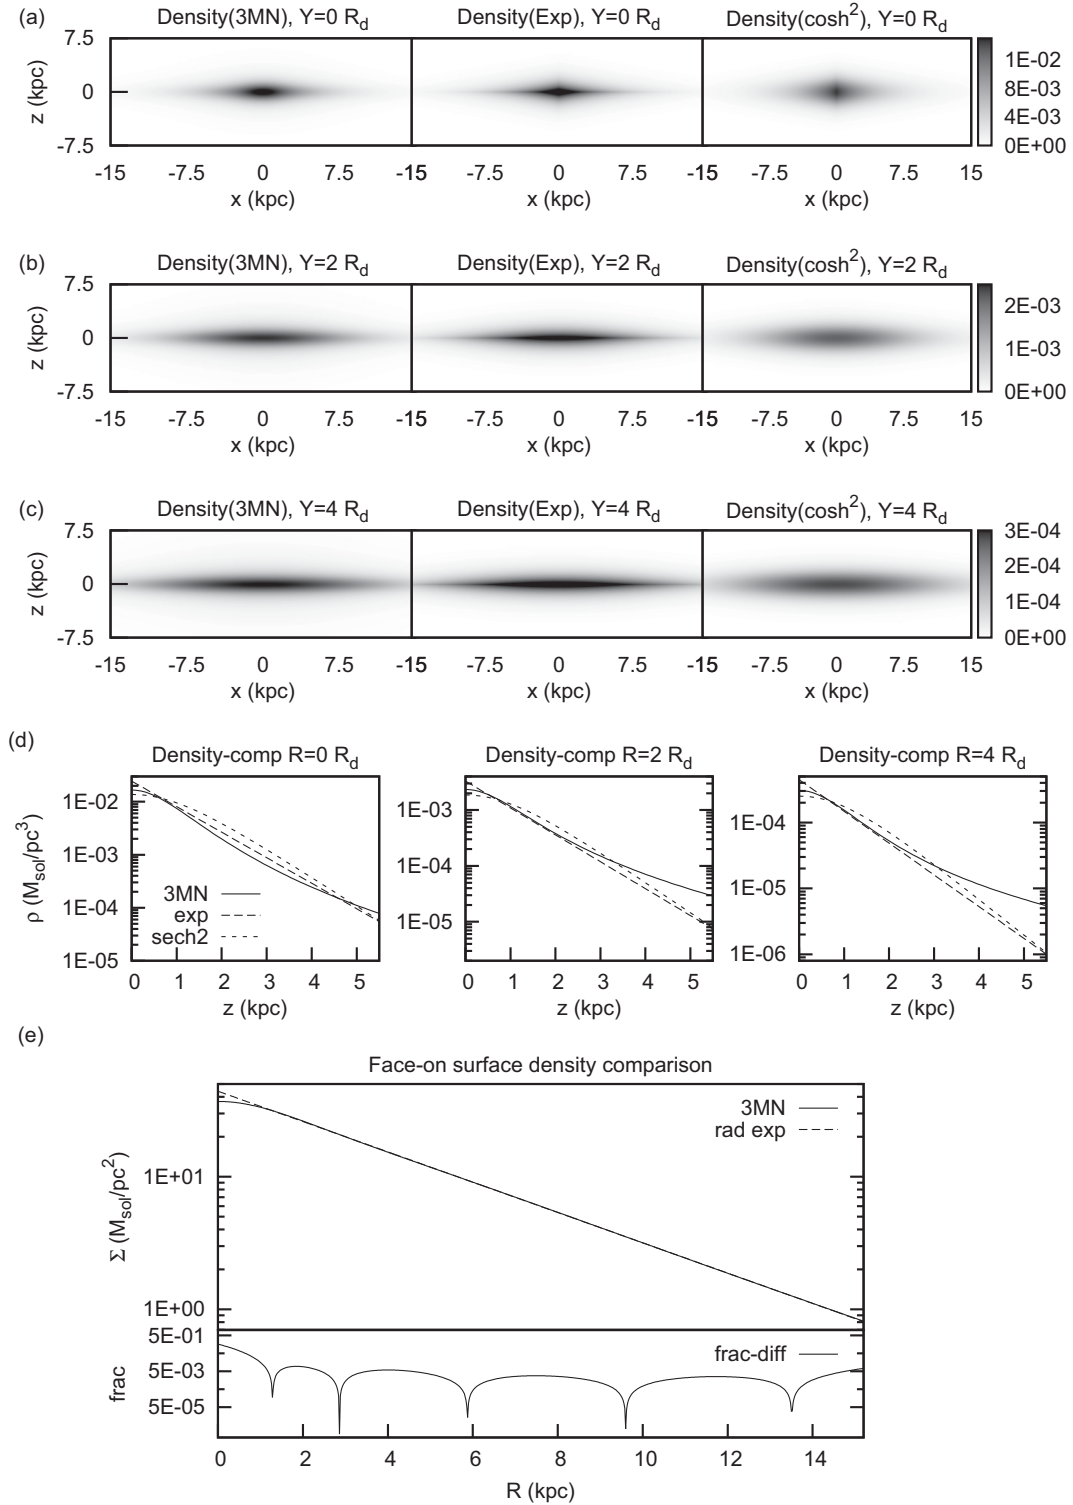 (a)
Density(3MN), Y=0 R_d Density(Exp), Y=0 R_d Density(cosh^2), Y=0 R_d
7.5
0
-7.5
z (kpc)
1E-02
8E-03
4E-03
0E+00
-15 -7.5 0 7.5 -15 -7.5 0 7.5 -15 -7.5 0 7.5 15
x (kpc) x (kpc) x (kpc)
(b)
Density(3MN), Y=2 R_d Density(Exp), Y=2 R_d Density(cosh^2), Y=2 R_d
7.5
0
-7.5
z (kpc)
2E-03
1E-03
0E+00
-15 -7.5 0 7.5 -15 -7.5 0 7.5 -15 -7.5 0 7.5 15
x (kpc) x (kpc) x (kpc)
(c)
Density(3MN), Y=4 R_d Density(Exp), Y=4 R_d Density(cosh^2), Y=4 R_d
7.5
0
-7.5
z (kpc)
3E-04
2E-04
1E-04
0E+00
-15 -7.5 0 7.5 -15 -7.5 0 7.5 -15 -7.5 0 7.5 15
x (kpc) x (kpc) x (kpc)
(d)
Density-comp R=0 R_d Density-comp R=2 R_d Density-comp R=4 R_d
ρ (M_sol/pc^3)
1E-02
1E-03
1E-04
1E-05
3MN
exp
sech2
0 1 2 3 4 5
z (kpc)
1E-03
1E-04
1E-05
0 1 2 3 4 5
z (kpc)
1E-04
1E-05
1E-06
0 1 2 3 4 5
z (kpc)
(e)
Face-on surface density comparison
Σ (M_sol/pc^2)
1E+01
1E+00
3MN
rad exp
frac
5E-01
5E-03
5E-05
frac-diff
0 2 4 6 8 10 12 14
R (kpc)